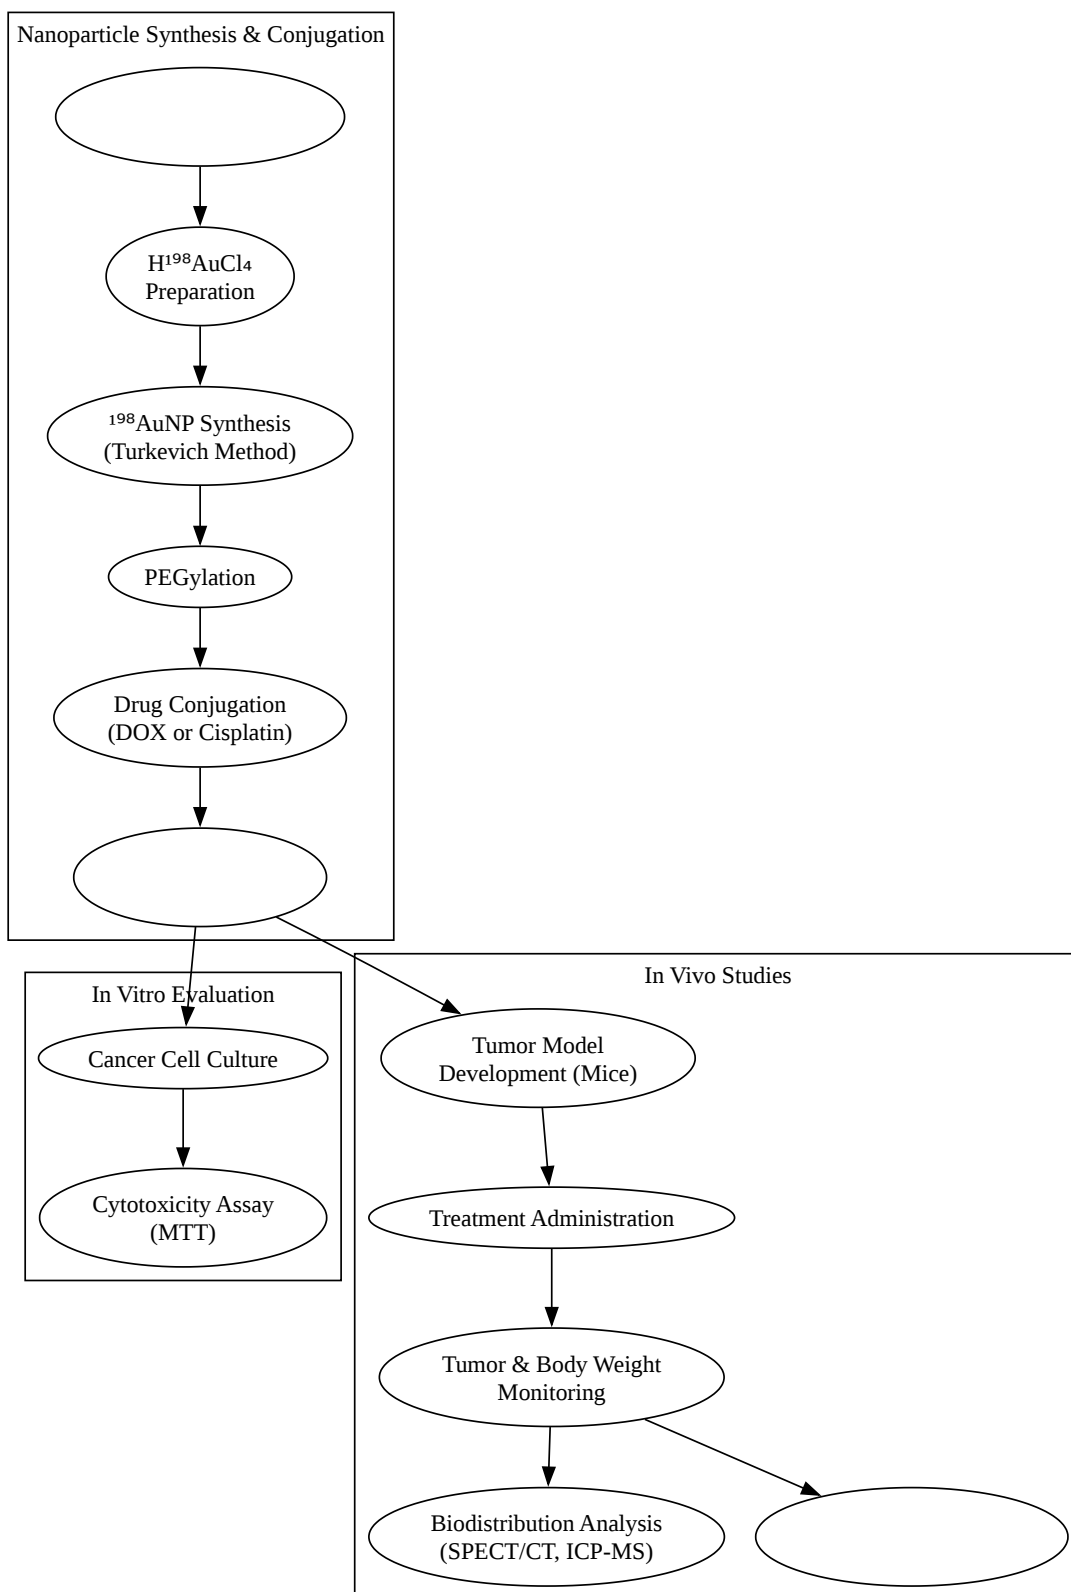 Nanoparticle Synthesis & Conjugation
H¹⁹⁸AuCl₄
Preparation
¹⁹⁸AuNP Synthesis
(Turkevich Method)
PEGylation
Drug Conjugation
(DOX or Cisplatin)
In Vitro Evaluation
Cancer Cell Culture
Cytotoxicity Assay
(MTT)
In Vivo Studies
Tumor Model
Development (Mice)
Treatment Administration
Tumor & Body Weight
Monitoring
Biodistribution Analysis
(SPECT/CT, ICP-MS)